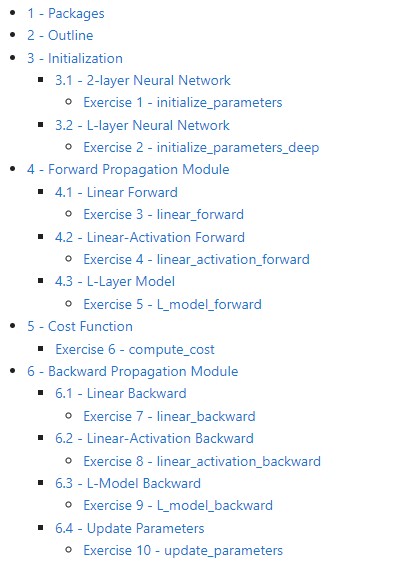 1 - Packages
2 - Outline
3 - Initialization
3.1 - 2-layer Neural Network
Exercise 1 - initialize_parameters
3.2 - L-layer Neural Network
Exercise 2 - initialize_parameters_deep
4 - Forward Propagation Module
4.1 - Linear Forward
Exercise 3 - linear_forward
4.2 - Linear-Activation Forward
Exercise 4 - linear_activation_forward
4.3 - L-Layer Model
Exercise 5 - L_model_forward
5 - Cost Function
Exercise 6 - compute_cost
6 - Backward Propagation Module
6.1 - Linear Backward
Exercise 7 - linear_backward
6.2 - Linear-Activation Backward
Exercise 8 - linear_activation_backward
6.3 - L-Model Backward
Exercise 9 - L_model_backward
6.4 - Update Parameters
Exercise 10 - update_parameters